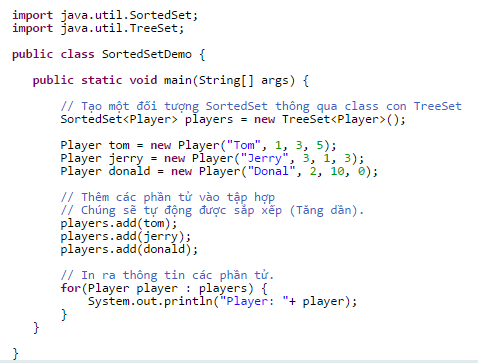 import java.util.SortedSet;
import java.util.TreeSet;
public class SortedSetDemo {
public static void main(String[] args) {
// Tạo một đối tượng SortedSet thông qua class con TreeSet
SortedSet<Player> players = new TreeSet<Player>();
Player tom = new Player("Tom", 1, 3, 5);
Player jerry = new Player("Jerry", 3, 1, 3);
Player donald = new Player("Donal", 2, 10, 0);
// Thêm các phần tử vào tập hợp
// Chúng sẽ tự động được sắp xếp (Tăng dần).
players.add(tom);
players.add(jerry);
players.add(donald);
// In ra thông tin các phần tử.
for(Player player : players) {
System.out.println("Player: "+ player);
}
}
}